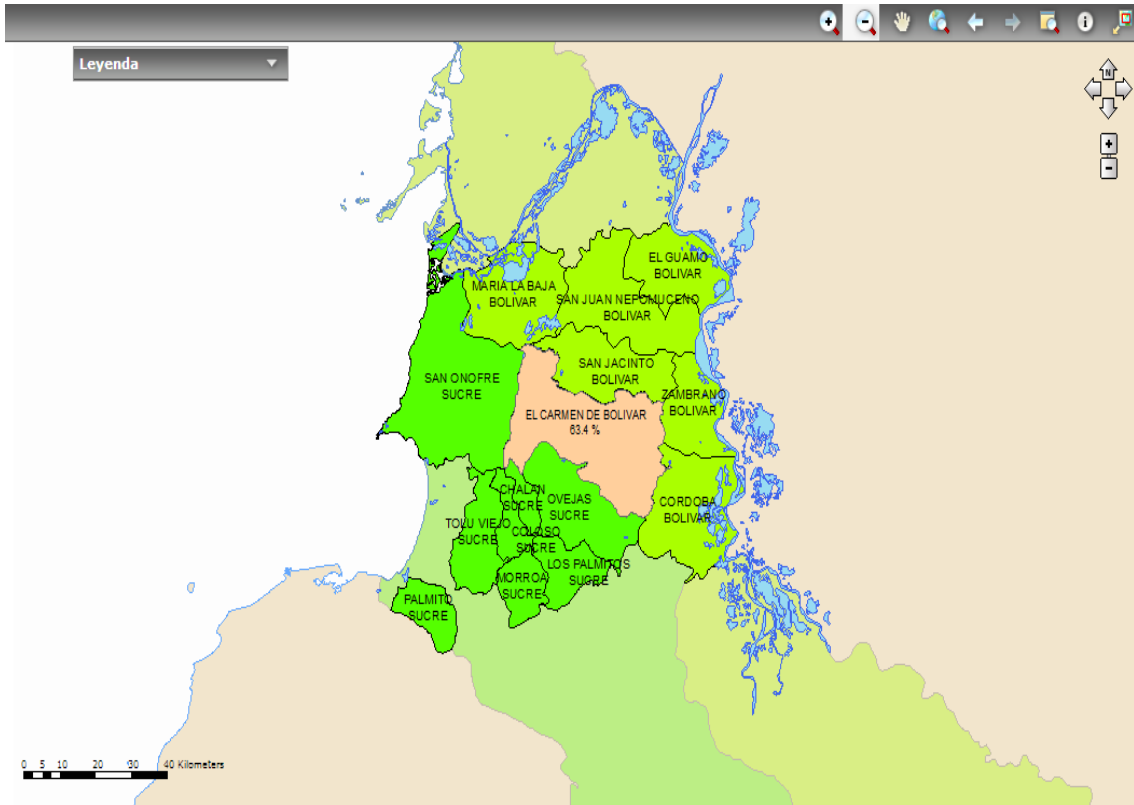 Leyenda
N
EL GUAMO
BOLIVAR
MARIA LA BAJA
BOLIVAR
SAN JUAN NEPOMUCENO
BOLIVAR
SAN JACINTO
BOLIVAR
SAN ONOFRE
SUCRE
ZAMBRANO
BOLIVAR
EL CARMEN DE BOLIVAR
63.4 %
CHALAN
SUCRE
OVEJAS
SUCRE
CORDOBA
BOLIVAR
TOLU VIEJO
SUCRE
COLOSO
SUCRE
LOS PALMITOS
SUCRE
MORROA
SUCRE
PALMITO
SUCRE
0 5 10 20 30 40 Kilometers